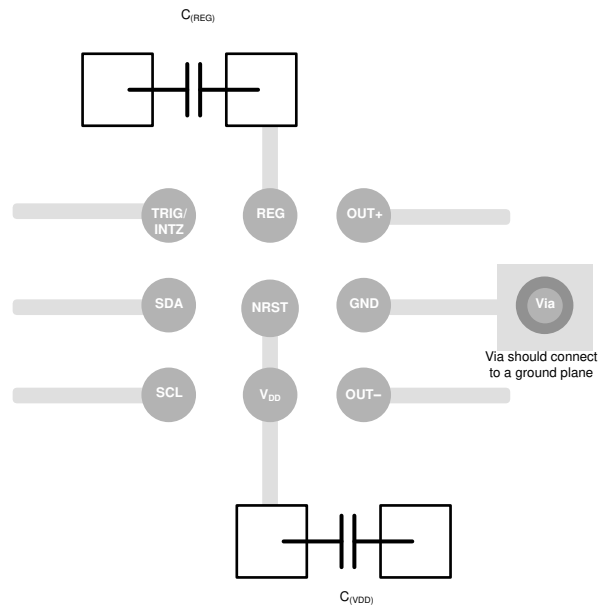 C(REG)
TRIG/
INTZ
REG
OUT+
SDA
NRST
GND
Via
Via should connect
to a ground plane
SCL
VDD
OUT–
C(VDD)